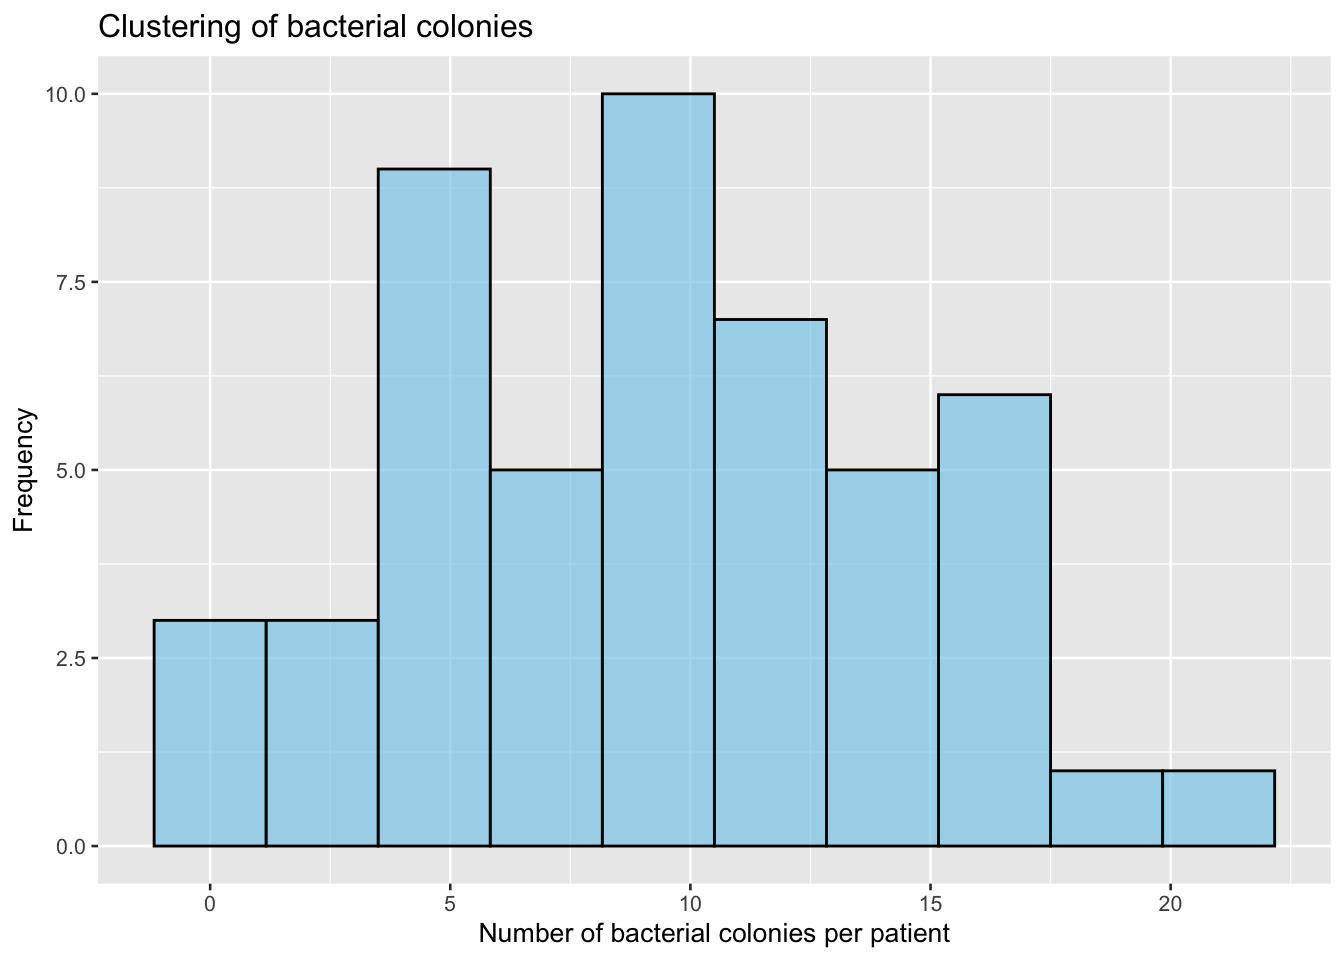 Clustering of bacterial colonies
10.0
7.5
5.0
2.5
0.0
Frequency
0 5 10 15 20
Number of bacterial colonies per patient